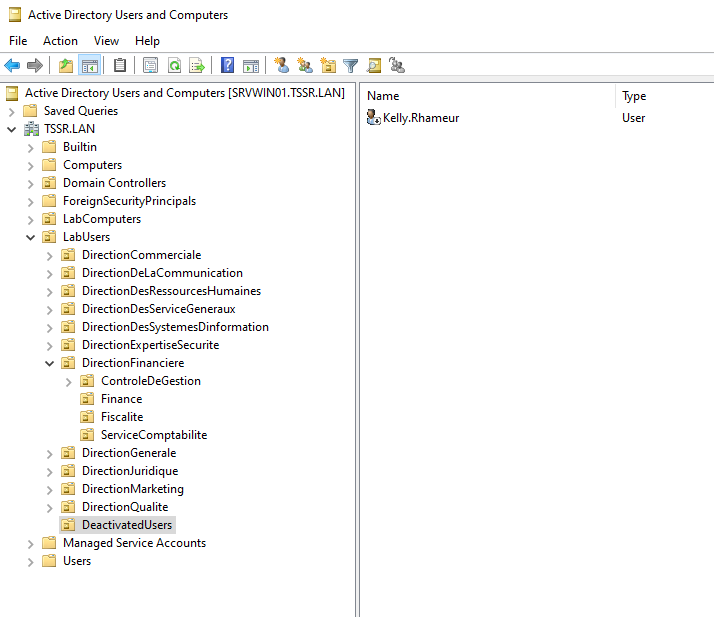 Active Directory Users and Computers
File Action View Help
Active Directory Users and Computers [SRVWIN01.TSSR.LAN]
Saved Queries
TSSR.LAN
Builtin
Computers
Domain Controllers
ForeignSecurityPrincipals
LabComputers
LabUsers
DirectionCommerciale
DirectionDeLaCommunication
DirectionDesRessourcesHumaines
DirectionDesServiceGeneraux
DirectionDesSystemesDinformation
DirectionExpertiseSecurite
DirectionFinanciere
ControleDeGestion
Finance
Fiscalite
ServiceComptabilite
DirectionGenerale
DirectionJuridique
DirectionMarketing
DirectionQualite
DeactivatedUsers
Managed Service Accounts
Users
Name Type
Kelly.Rhameur User